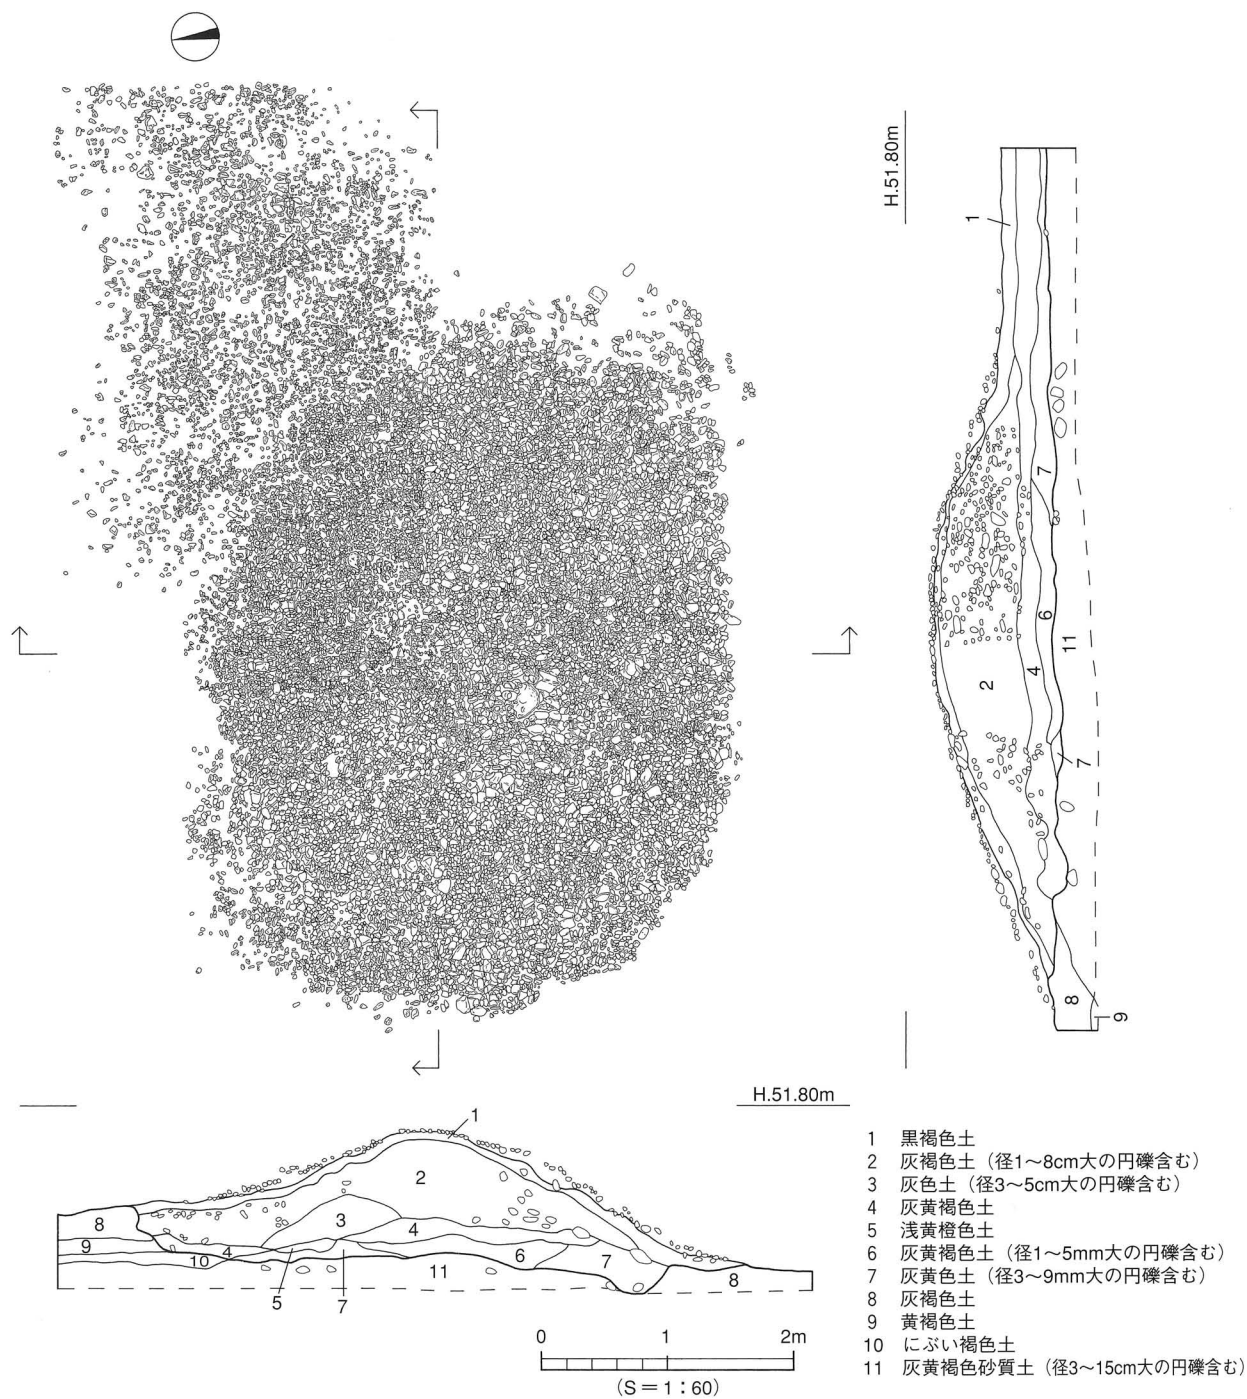 H.51.80m
1
2
4
6
7
11
7
8
9
H.51.80m
1
2
3
4
4
5
6
7
7
8
8
9
10
11
0 1 2m
(S＝1：60)
1 黒褐色土
2 灰褐色土（径1～8cm大の円礫含む）
3 灰色土（径3～5cm大の円礫含む）
4 灰黄褐色土
5 浅黄橙色土
6 灰黄褐色土（径1～5mm大の円礫含む）
7 灰黄色土（径3～9mm大の円礫含む）
8 灰褐色土
9 黄褐色土
10 にぶい褐色土
11 灰黄褐色砂質土（径3～15cm大の円礫含む）